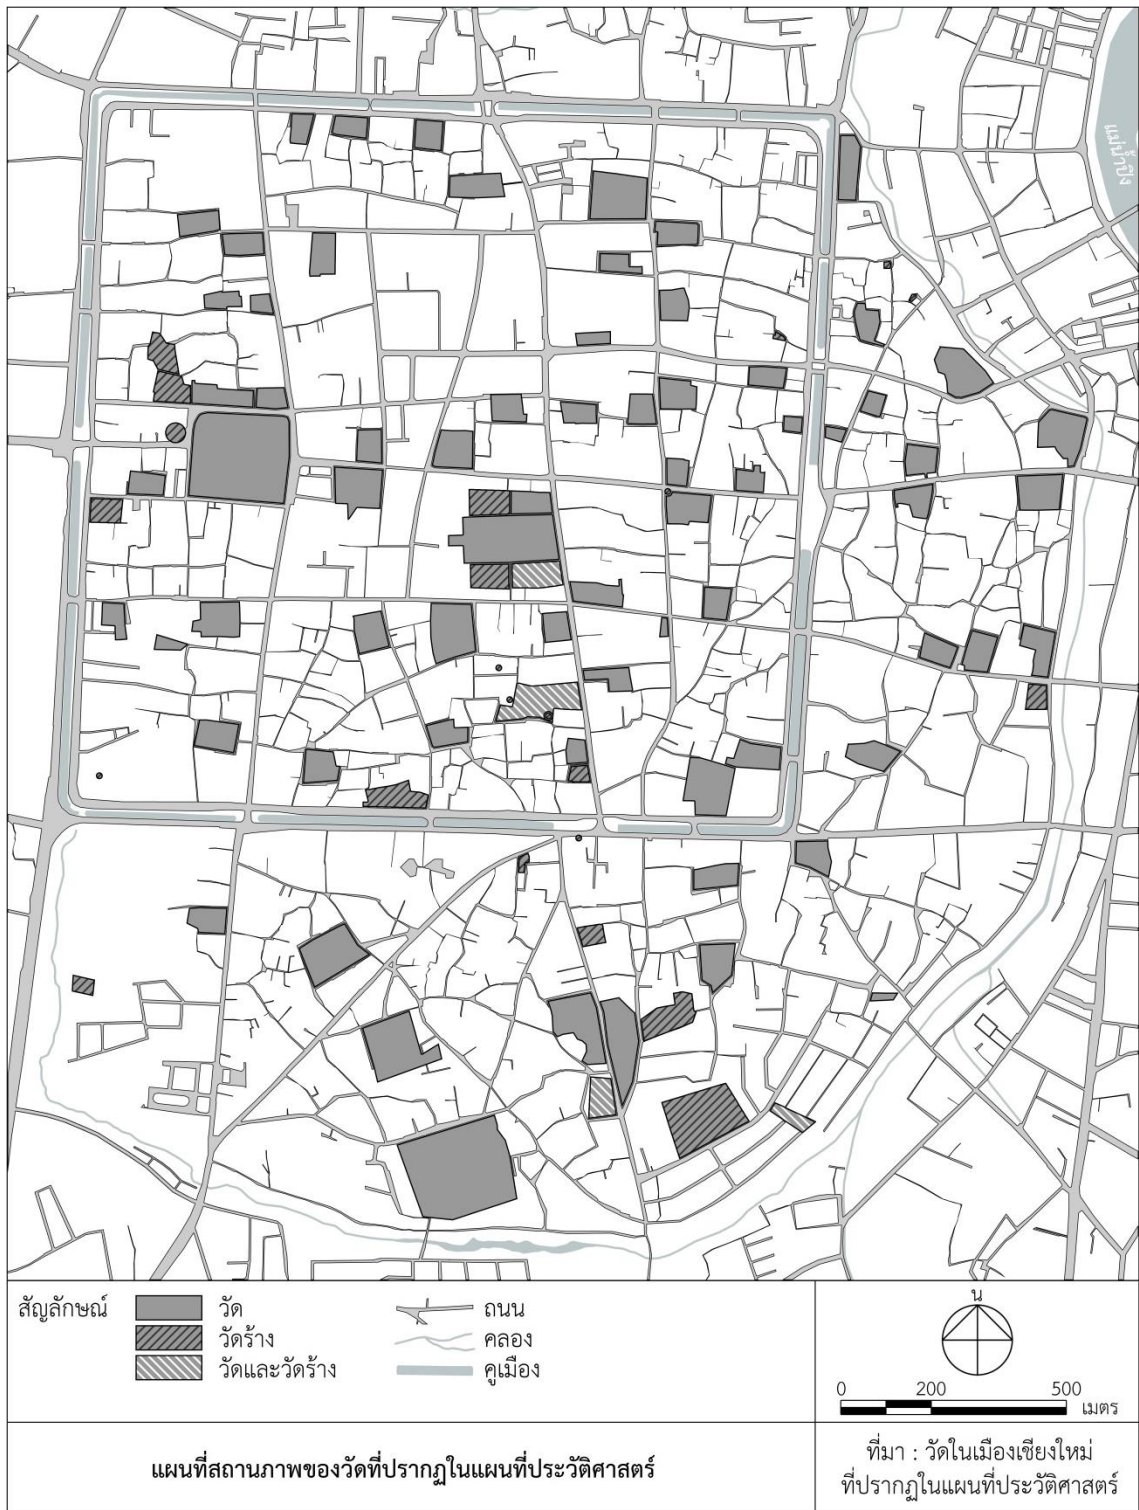 แม่น้ำปิง
สัญลักษณ์
วัด
วัดร้าง
วัดและวัดร้าง
ถนน
คลอง
คูเมือง
น
0 200 500
เมตร
แผนที่สถานภาพของวัดที่ปรากฏในแผนที่ประวัติศาสตร์
ที่มา : วัดในเมืองเชียงใหม่
ที่ปรากฏในแผนที่ประวัติศาสตร์